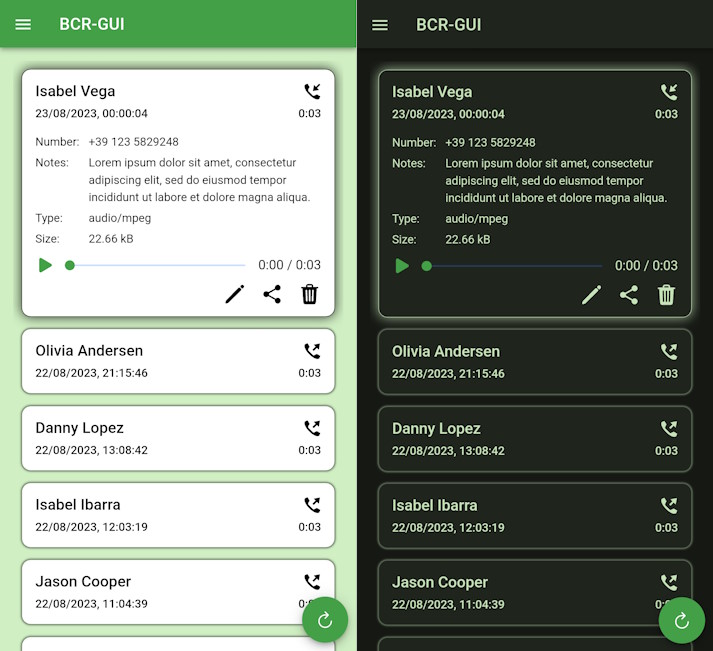 BCR-GUI
Isabel Vega
23/08/2023, 00:00:04 0:03
Number: +39 123 5829248
Notes: Lorem ipsum dolor sit amet, consectetur
adipiscing elit, sed do eiusmod tempor
incididunt ut labore et dolore magna aliqua.
Type: audio/mpeg
Size: 22.66 kB
0:00 / 0:03
Olivia Andersen
22/08/2023, 21:15:46 0:03
Danny Lopez
22/08/2023, 13:08:42 0:03
Isabel Ibarra
22/08/2023, 12:03:19 0:03
Jason Cooper
22/08/2023, 11:04:39
BCR-GUI
Isabel Vega
23/08/2023, 00:00:04 0:03
Number: +39 123 5829248
Notes: Lorem ipsum dolor sit amet, consectetur
adipiscing elit, sed do eiusmod tempor
incididunt ut labore et dolore magna aliqua.
Type: audio/mpeg
Size: 22.66 kB
0:00 / 0:03
Olivia Andersen
22/08/2023, 21:15:46 0:03
Danny Lopez
22/08/2023, 13:08:42 0:03
Isabel Ibarra
22/08/2023, 12:03:19 0:03
Jason Cooper
22/08/2023, 11:04:39